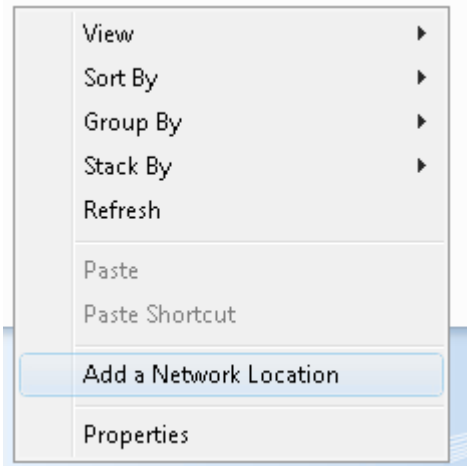 View
Sort By
Group By
Stack By
Refresh
Paste
Paste Shortcut
Add a Network Location
Properties